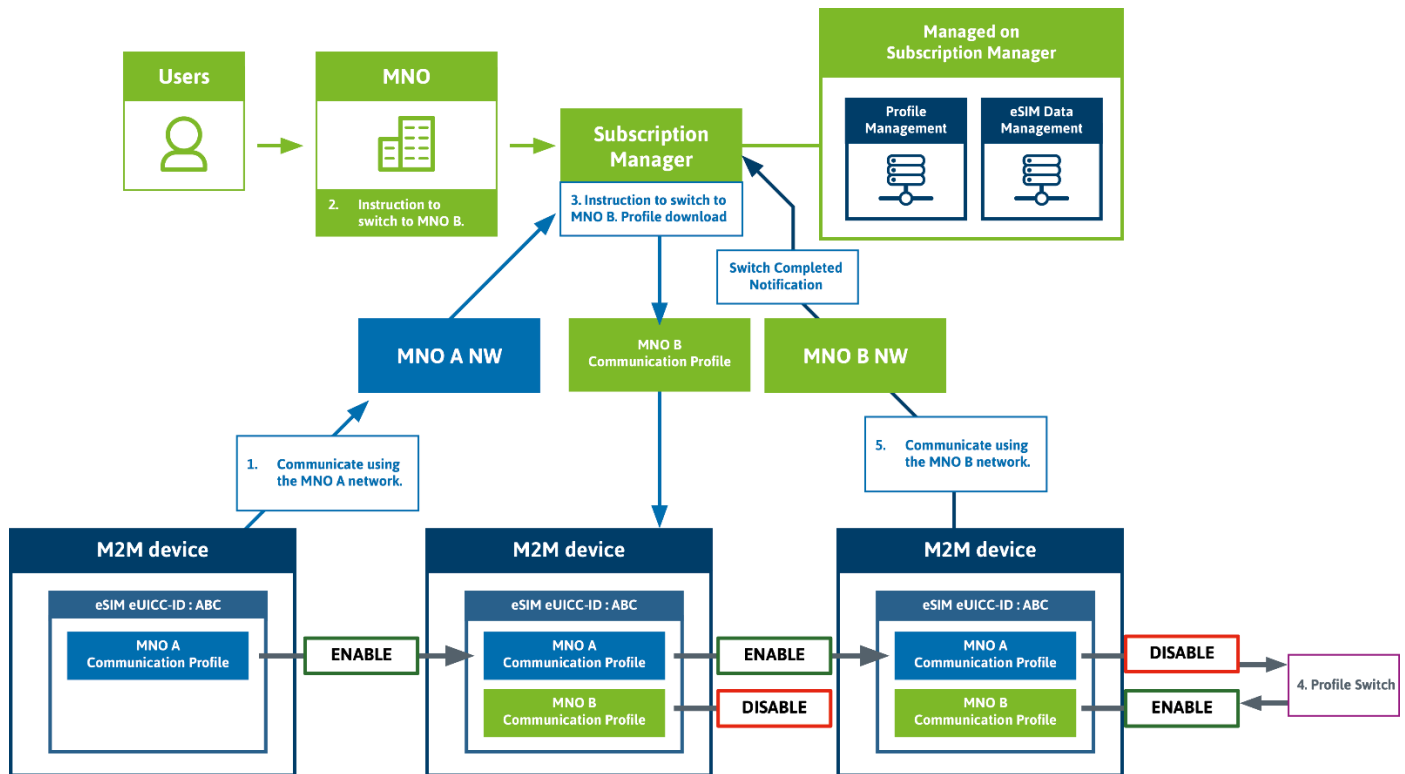 Users
MNO
2. Instruction to
switch to MNO B.
Subscription
Manager
3. Instruction to switch to
MNO B. Profile download
Managed on
Subscription Manager
Profile
Management
eSIM Data
Management
Switch Completed
Notification
MNO A NW
MNO B
Communication Profile
MNO B NW
1. Communicate using
the MNO A network.
5. Communicate using
the MNO B network.
M2M device
eSIM eUICC-ID : ABC
MNO A
Communication Profile
ENABLE
M2M device
eSIM eUICC-ID : ABC
MNO A
Communication Profile
ENABLE
MNO B
Communication Profile
DISABLE
M2M device
eSIM eUICC-ID : ABC
MNO A
Communication Profile
DISABLE
MNO B
Communication Profile
ENABLE
4. Profile Switch